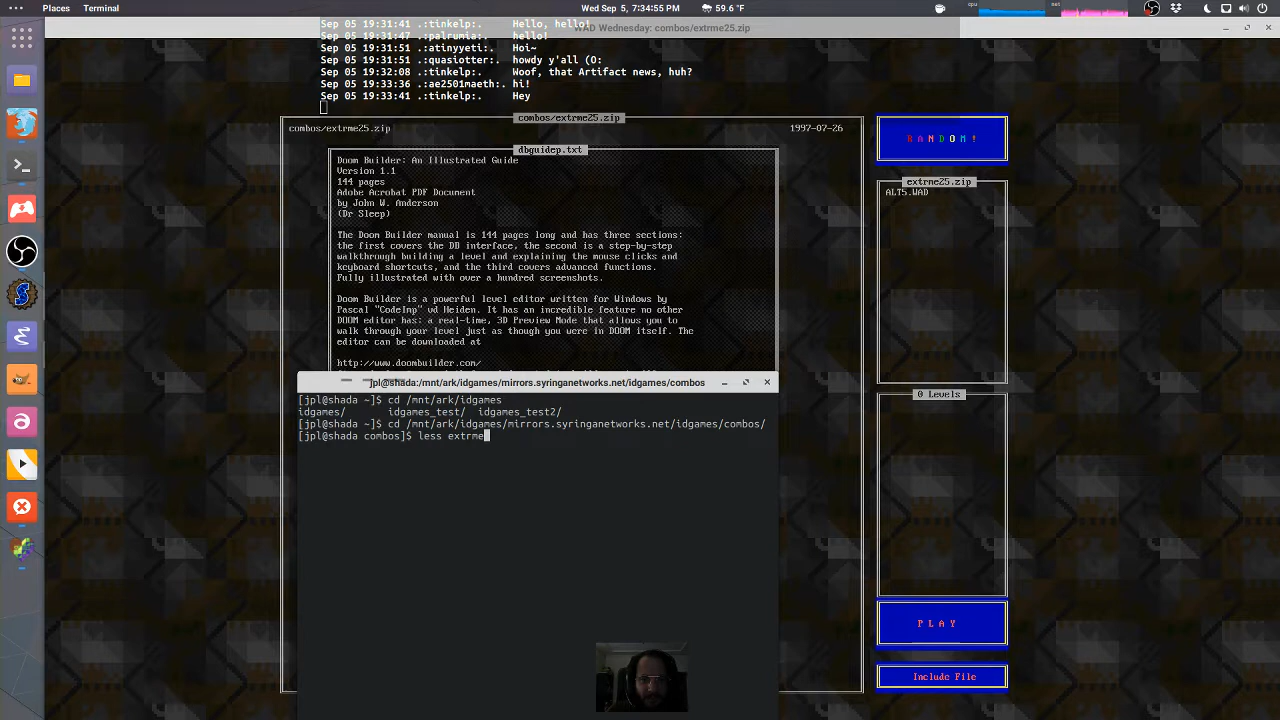 Places
Terminal
Wed Sep 5, 7:34:55 PM
59.6 °F
cpu
net
WAD Wednesday: combos/extrme25.zip
Sep 05 19:31:41 .:tinkelp:. Hello, hello!
Sep 05 19:31:47 .:palrumia:. hello!
Sep 05 19:31:51 .:atinyyeti:. Hoi~
Sep 05 19:31:51 .:quasiotter:. howdy y'all (O:
Sep 05 19:32:08 .:tinkelp:. Woof, that Artifact news, huh?
Sep 05 19:33:36 .:ae2501maeth:. hi!
Sep 05 19:33:41 .:tinkelp:. Hey
combos/extrme25.zip
combos/extrme25.zip 1997-07-26
dbguidep.txt
Doom Builder: An Illustrated Guide
Version 1.1
144 pages
Adobe Acrobat PDF Document
by John W. Anderson
(Dr Sleep)
The Doom Builder manual is 144 pages long and has three sections:
the first covers the DB interface, the second is a step-by-step
walkthrough building a level and explaining the mouse clicks and
keyboard shortcuts, and the third covers advanced functions.
Fully illustrated with over a hundred screenshots.
Doom Builder is a powerful level editor written for Windows by
Pascal "CodeImp" vd Heiden. It has an incredible feature no other
DOOM editor has: a real-time, 3D Preview Mode that allows you to
walk through your level just as though you were in DOOM itself. The
editor can be downloaded at
http://www.doombuilder.com/
RANDOM!
extrme25.zip
ALT5.WAD
0 Levels
PLAY
Include File
jpl@shada:/mnt/ark/idgames/mirrors.syringanetworks.net/idgames/combos
[jpl@shada ~]$ cd /mnt/ark/idgames
idgames/ idgames_test/ idgames_test2/
[jpl@shada ~]$ cd /mnt/ark/idgames/mirrors.syringanetworks.net/idgames/combos/
[jpl@shada combos]$ less extrme